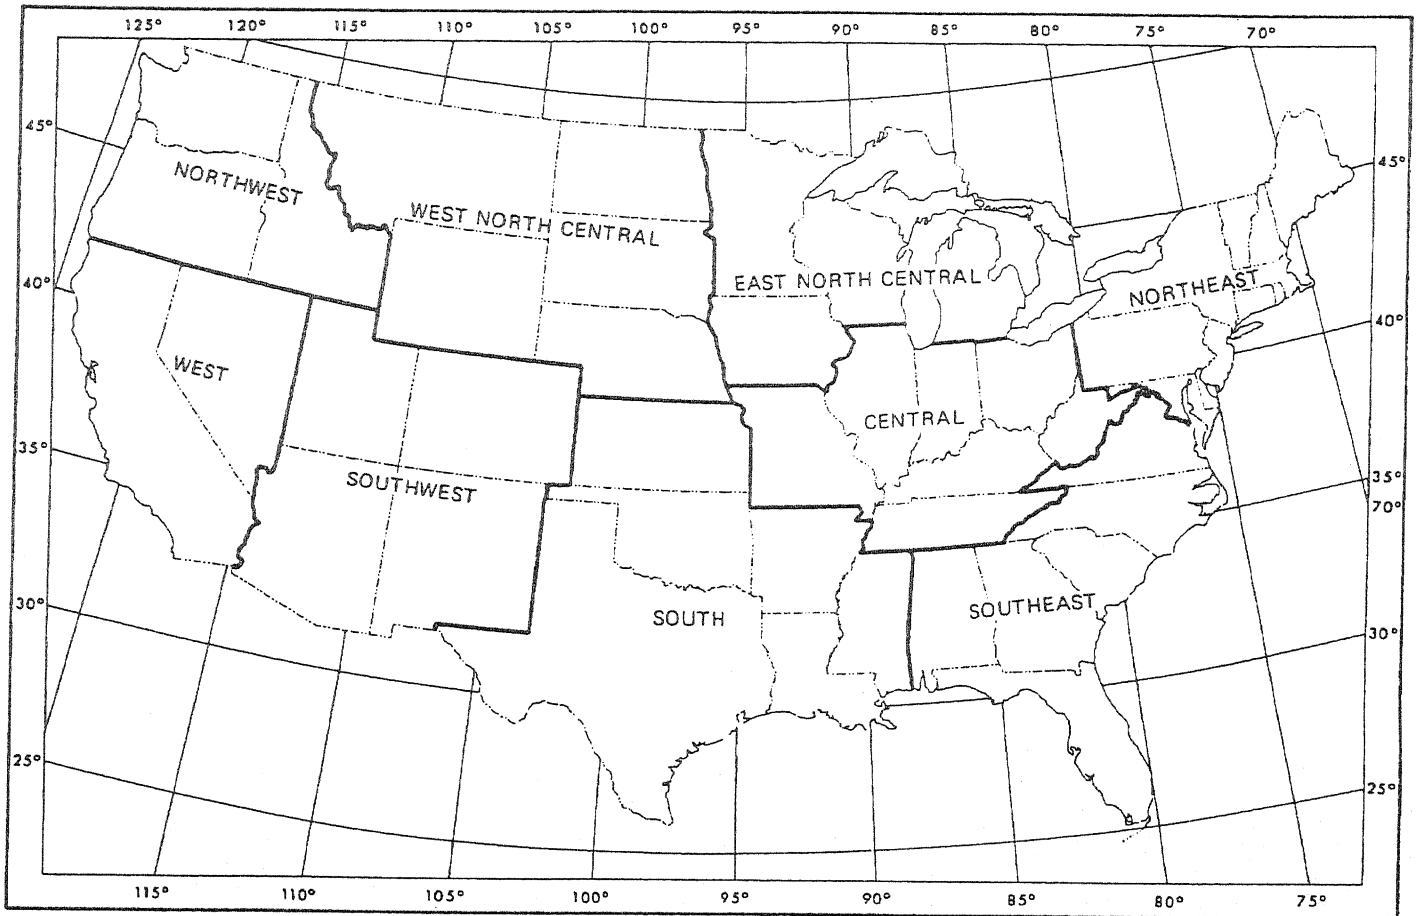 125° 120° 115° 110° 105° 100° 95° 90° 85° 80° 75° 70°
45°
45°
NORTHWEST
WEST NORTH CENTRAL
EAST NORTH CENTRAL
NORTHEAST
40°
40°
WEST
CENTRAL
35°
35°
SOUTHWEST
70°
30°
SOUTH
SOUTHEAST
30°
25°
25°
115° 110° 105° 100° 95° 90° 85° 80° 75°